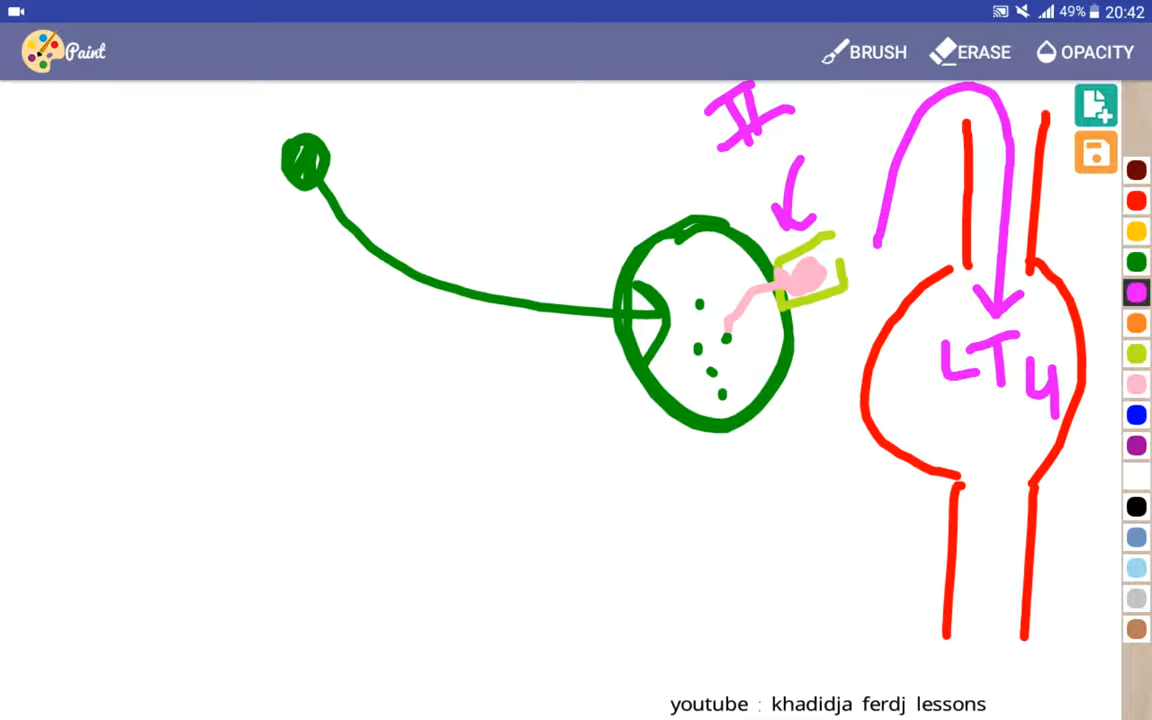 49% 20:42
Paint BRUSH ERASE OPACITY
II
LT4
youtube : khadidja ferdj lessons